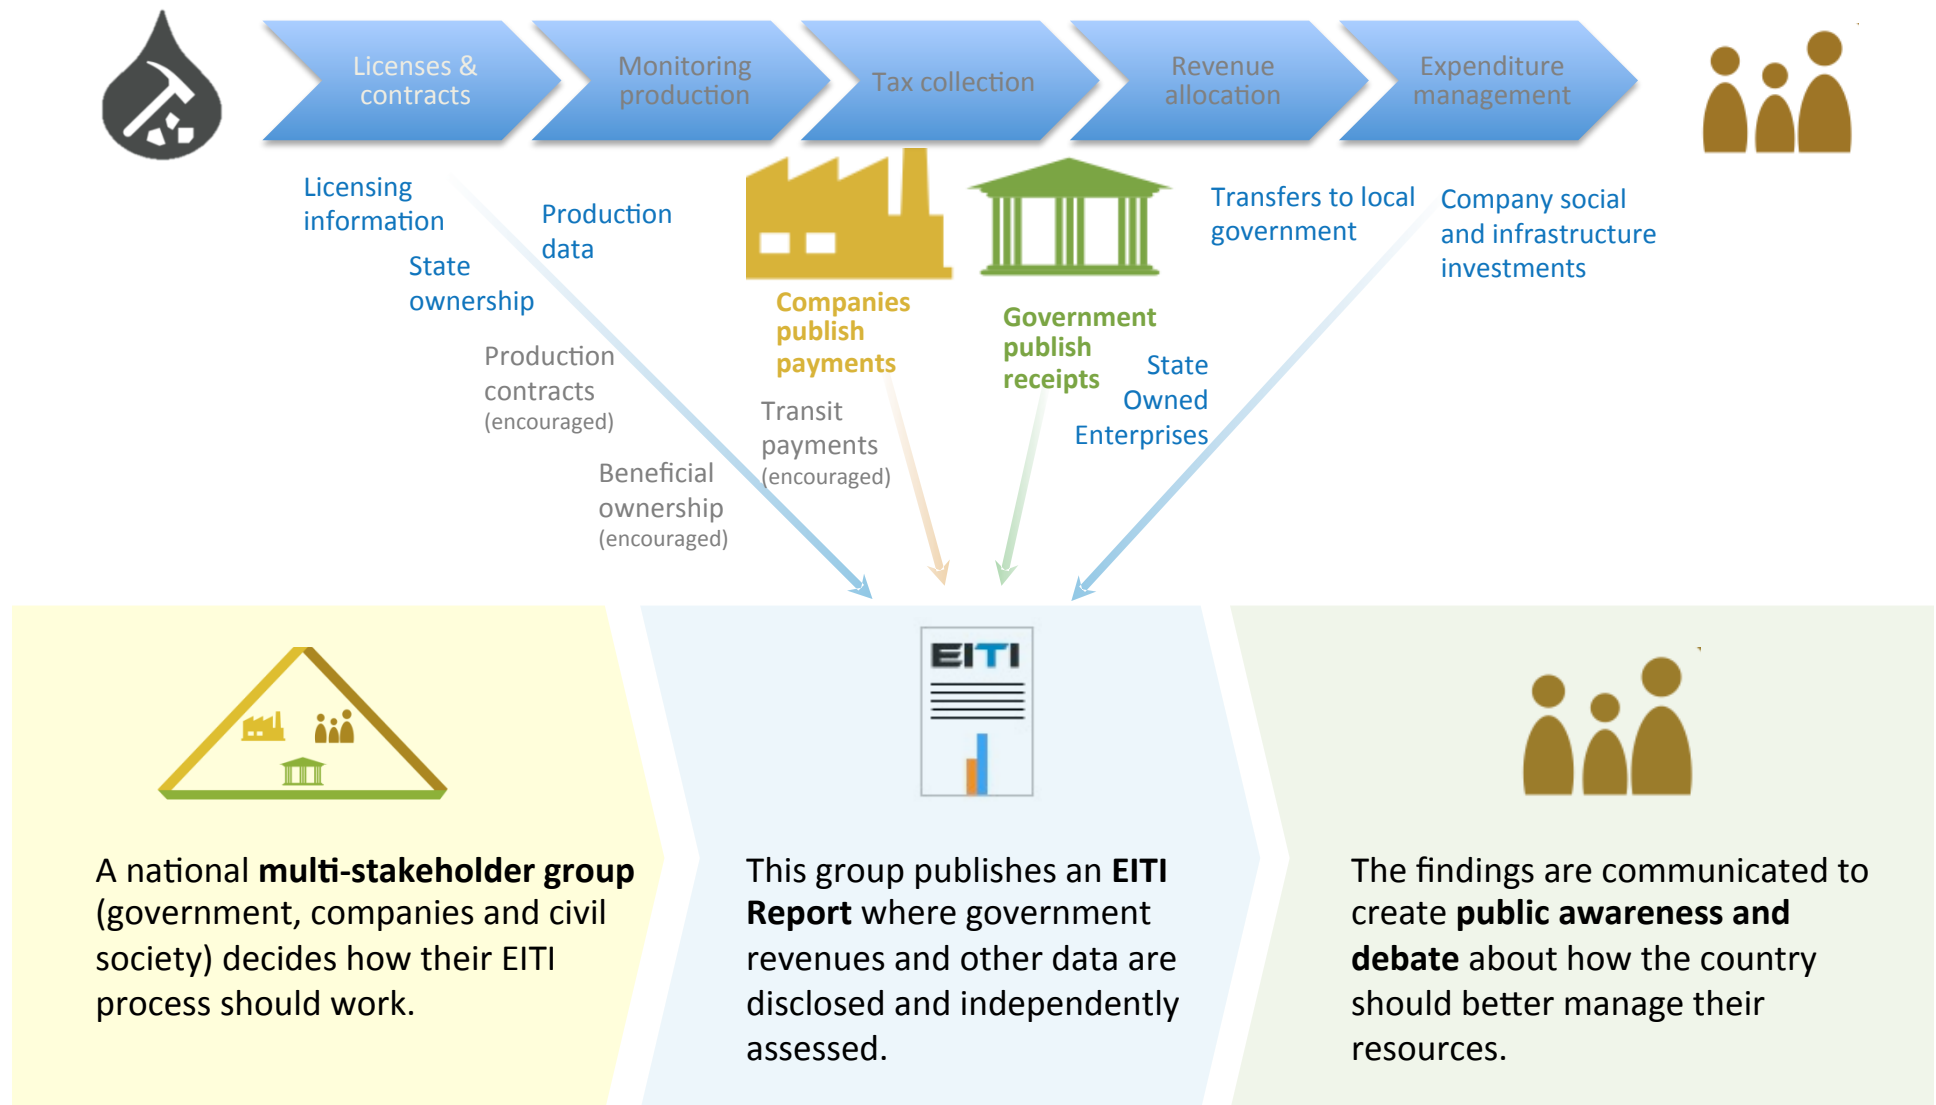 Licenses &
contracts
Monitoring
production
Tax collection
Revenue
allocation
Expenditure
management
Licensing
information
State
ownership
Production
data
Production
contracts
(encouraged)
Beneficial
ownership
(encouraged)
Companies
publish
payments
Transit
payments
(encouraged)
Government
publish
receipts
State
Owned
Enterprises
Transfers to local
government
Company social
and infrastructure
investments
EITI
A national multi-stakeholder group
(government, companies and civil
society) decides how their EITI
process should work.
This group publishes an EITI
Report where government
revenues and other data are
disclosed and independently
assessed.
The findings are communicated to
create public awareness and
debate about how the country
should better manage their
resources.